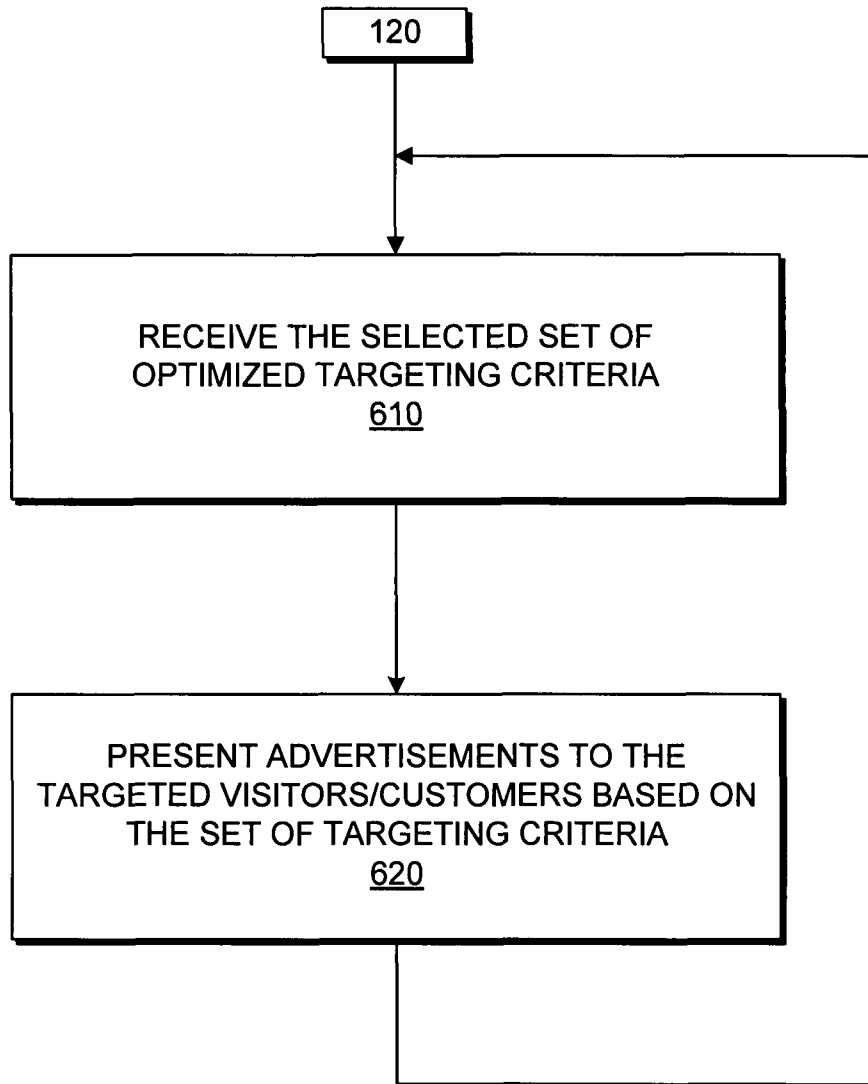 120
RECEIVE THE SELECTED SET OF
OPTIMIZED TARGETING CRITERIA
610
PRESENT ADVERTISEMENTS TO THE
TARGETED VISITORS/CUSTOMERS BASED ON
THE SET OF TARGETING CRITERIA
620